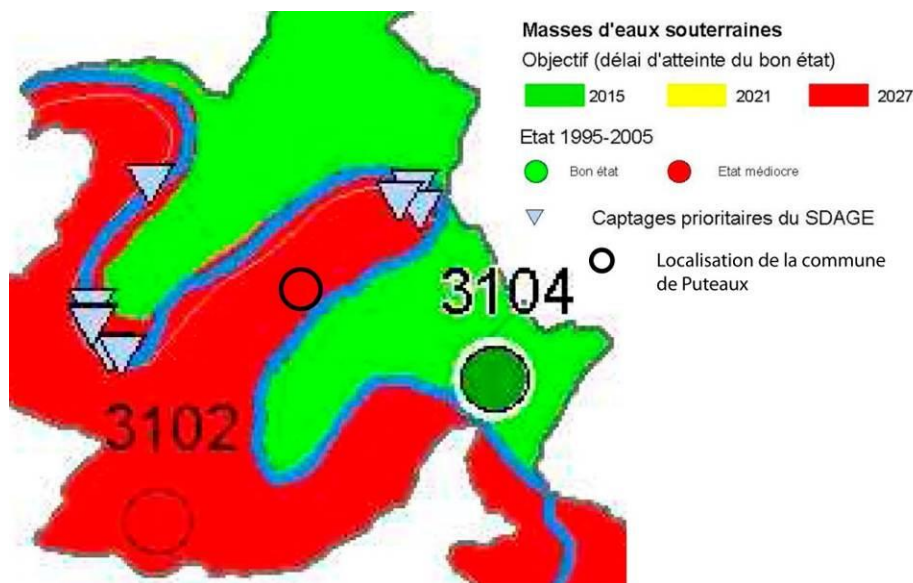 Masses d'eaux souterraines
Objectif (délai d'atteinte du bon état)
2015 2021 2027
Etat 1995-2005
Bon état Etat médiocre
Captages prioritaires du SDAGE
Localisation de la commune
de Puteaux
3104
3102